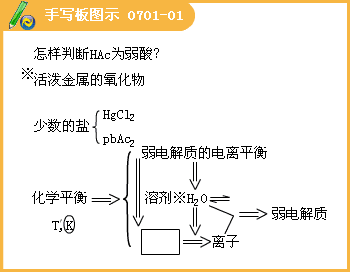 手写板图示 0701-01
怎样判断HAc为弱酸？
※活泼金属的氧化物
少数的盐 HgCl₂
pbAc₂
弱电解质的电离平衡
化学平衡 溶剂※H₂O ⇌ 弱电解质
T, K
离子